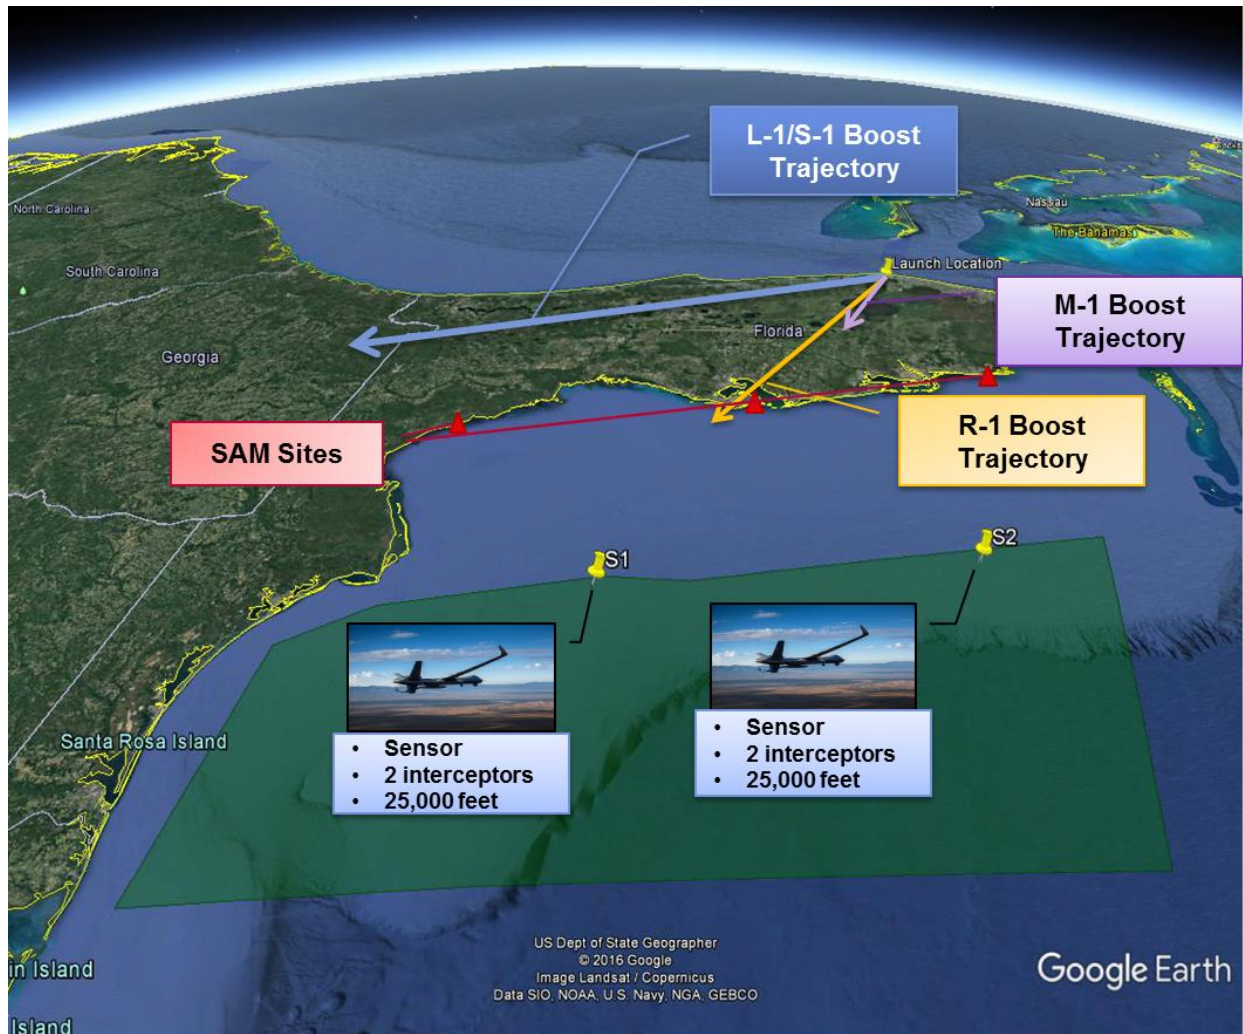 L-1/S-1 Boost
Trajectory
North Carolina
Nassau
The Bahamas
South Carolina
Launch Location
M-1 Boost
Trajectory
Florida
Georgia
R-1 Boost
Trajectory
SAM Sites
S1
S2
• Sensor
• 2 interceptors
• 25,000 feet
• Sensor
• 2 interceptors
• 25,000 feet
Santa Rosa Island
US Dept of State Geographer
© 2016 Google
Image Landsat / Copernicus
Data SIO, NOAA, U.S. Navy, NGA, GEBCO
Google Earth
in Island
Island